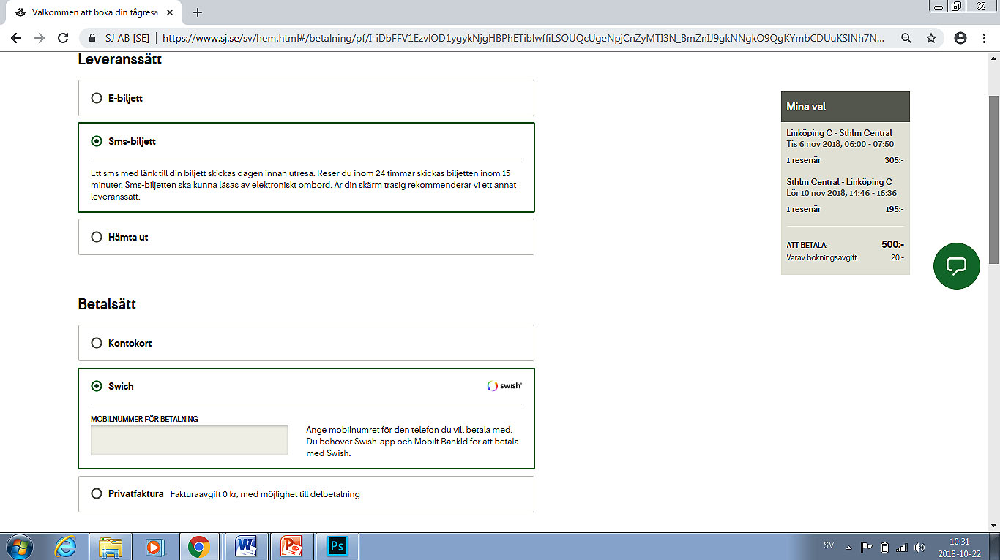 Välkommen att boka din tågresa
SJ AB [SE]
https://www.sj.se/sv/hem.html#/betalning/pf/I-iDbFFV1EzvlOD1ygykNjgHBPhETiblwffiLSOUQcUgeNpjCnZyMTI3N_BmZnIJ9gkNNgkO9QgKYmbCDUuKSlNh7N...
Leveranssätt
E-biljett
Sms-biljett
Ett sms med länk till din biljett skickas dagen innan utresa. Reser du inom 24 timmar skickas biljetten inom 15
minuter. Sms-biljetten ska kunna läsas av elektroniskt ombord. Är din skärm trasig rekommenderar vi ett annat
leveranssätt.
Hämta ut
Betalsätt
Kontokort
Swish
swish®
MOBILNUMMER FÖR BETALNING
Ange mobilnumret för den telefon du vill betala med.
Du behöver Swish-app och Mobilt BankId för att betala
med Swish.
Privatfaktura Fakturaavgift 0 kr, med möjlighet till delbetalning
Mina val
Linköping C - Sthlm Central
Tis 6 nov 2018, 06:00 - 07:50
1 resenär 305:-
Sthlm Central - Linköping C
Lör 10 nov 2018, 14:46 - 16:36
1 resenär 195:-
ATT BETALA: 500:-
Varav bokningsavgift: 20:-
W
P
Ps
SV
10:31
2018-10-22